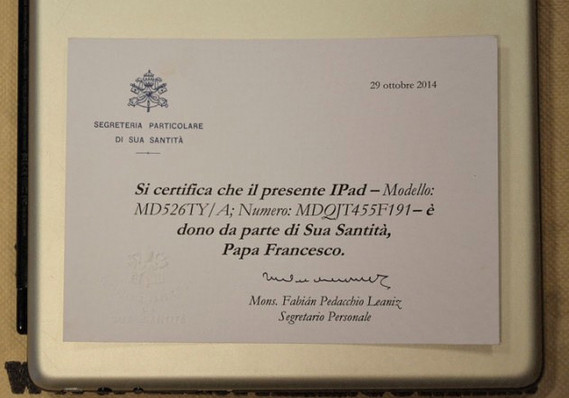 29 ottobre 2014
SEGRETERIA PARTICOLARE
DI SUA SANTITÀ
Si certifica che il presente IPad – Modello:
MD526TY/A; Numero: MDQJT455F191– è
dono da parte di Sua Santità,
Papa Francesco.
Mons. Fabián Pedacchio Leaniz
Segretario Personale